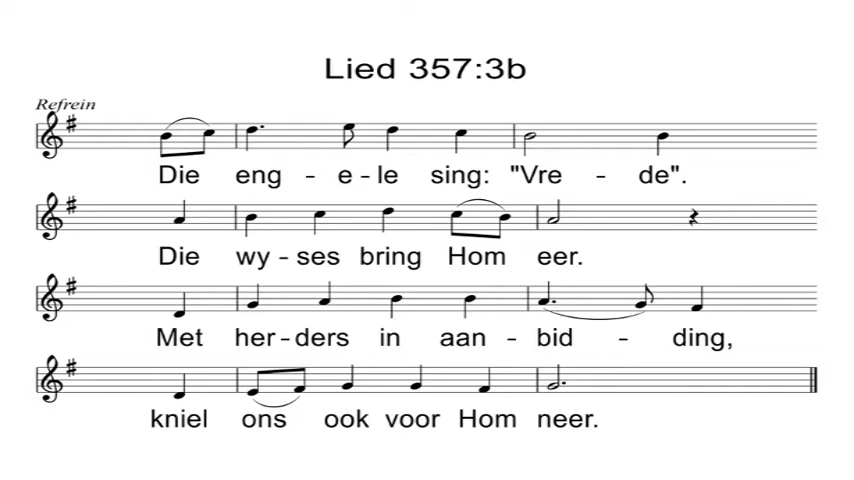 Lied 357:3b
Refrein
Die eng - e - le sing: "Vre - de".
Die wy - ses bring Hom eer.
Met her - ders in aan - bid - ding,
kniel ons ook voor Hom neer.